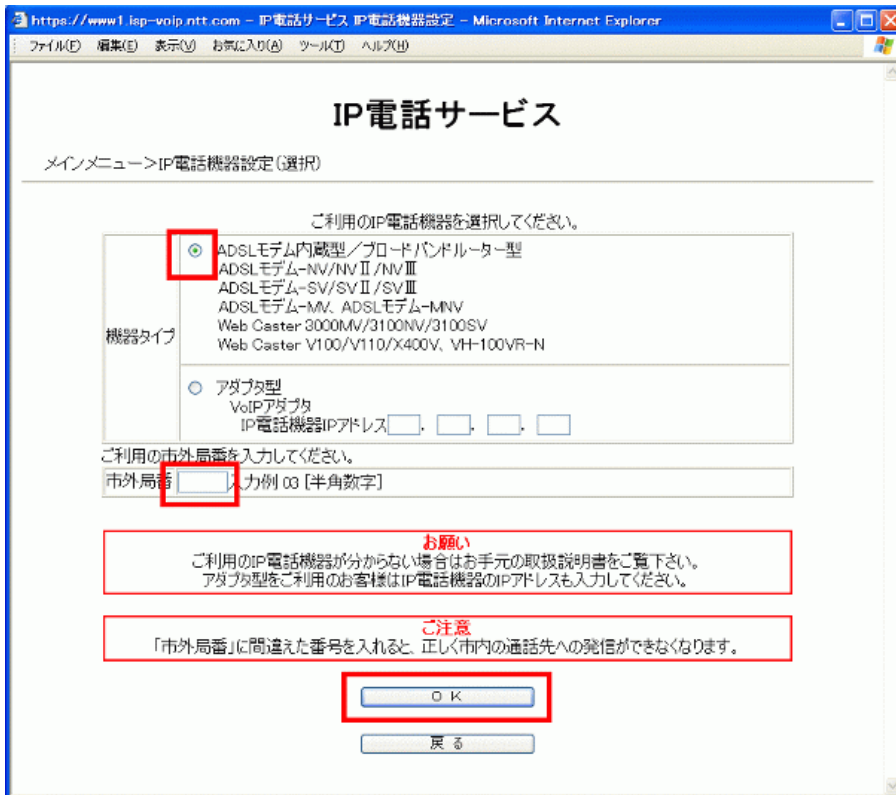 https://www1.isp-voip.ntt.com - IP電話サービス IP電話機器設定 - Microsoft Internet Explorer
ファイル(F) 編集(E) 表示(V) お気に入り(A) ツール(T) ヘルプ(H)
IP電話サービス
メインメニュー>IP電話機器設定(選択)
ご利用のIP電話機器を選択してください。
機器タイプ
ADSLモデム内蔵型/ブロードバンドルーター型
ADSLモデム-NV/NVⅡ/NVⅢ
ADSLモデム-SV/SVⅡ/SVⅢ
ADSLモデム-MV、ADSLモデム-MNV
Web Caster 3000MV/3100NV/3100SV
Web Caster V100/V110/X400V、VH-100VR-N
アダプタ型
VoIPアダプタ
IP電話機器IPアドレス . . .
ご利用の市外局番を入力してください。
市外局番 入力例 03 [半角数字]
お願い
ご利用のIP電話機器が分からない場合はお手元の取扱説明書をご覧下さい。
アダプタ型をご利用のお客様はIP電話機器のIPアドレスも入力してください。
ご注意
「市外局番」に間違えた番号を入れると、正しく市内の通話先への発信ができなくなります。
OK
戻る